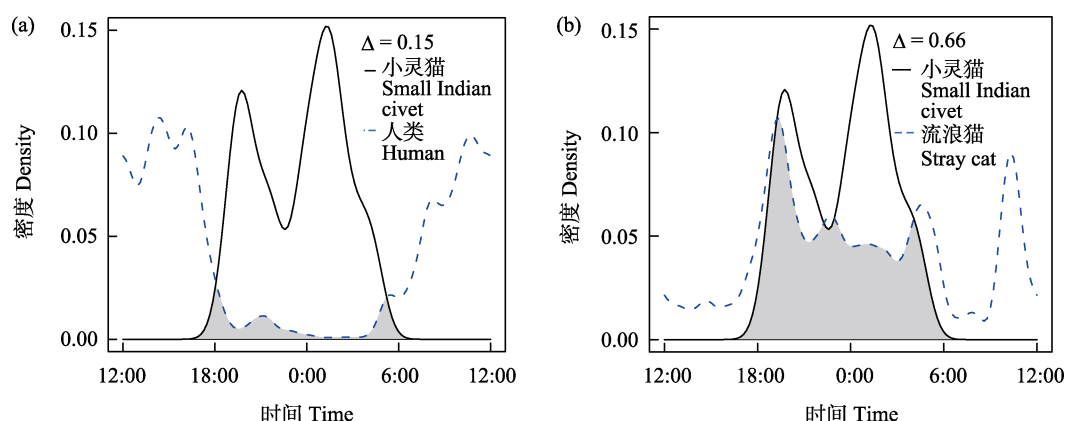 (a)
0.15
0.10
0.05
0.00
密度 Density
Δ = 0.15
小灵猫
Small Indian
civet
人类
Human
12:00 18:00 0:00 6:00 12:00
时间 Time
(b)
0.15
0.10
0.05
0.00
密度 Density
Δ = 0.66
小灵猫
Small Indian
civet
流浪猫
Stray cat
12:00 18:00 0:00 6:00 12:00
时间 Time